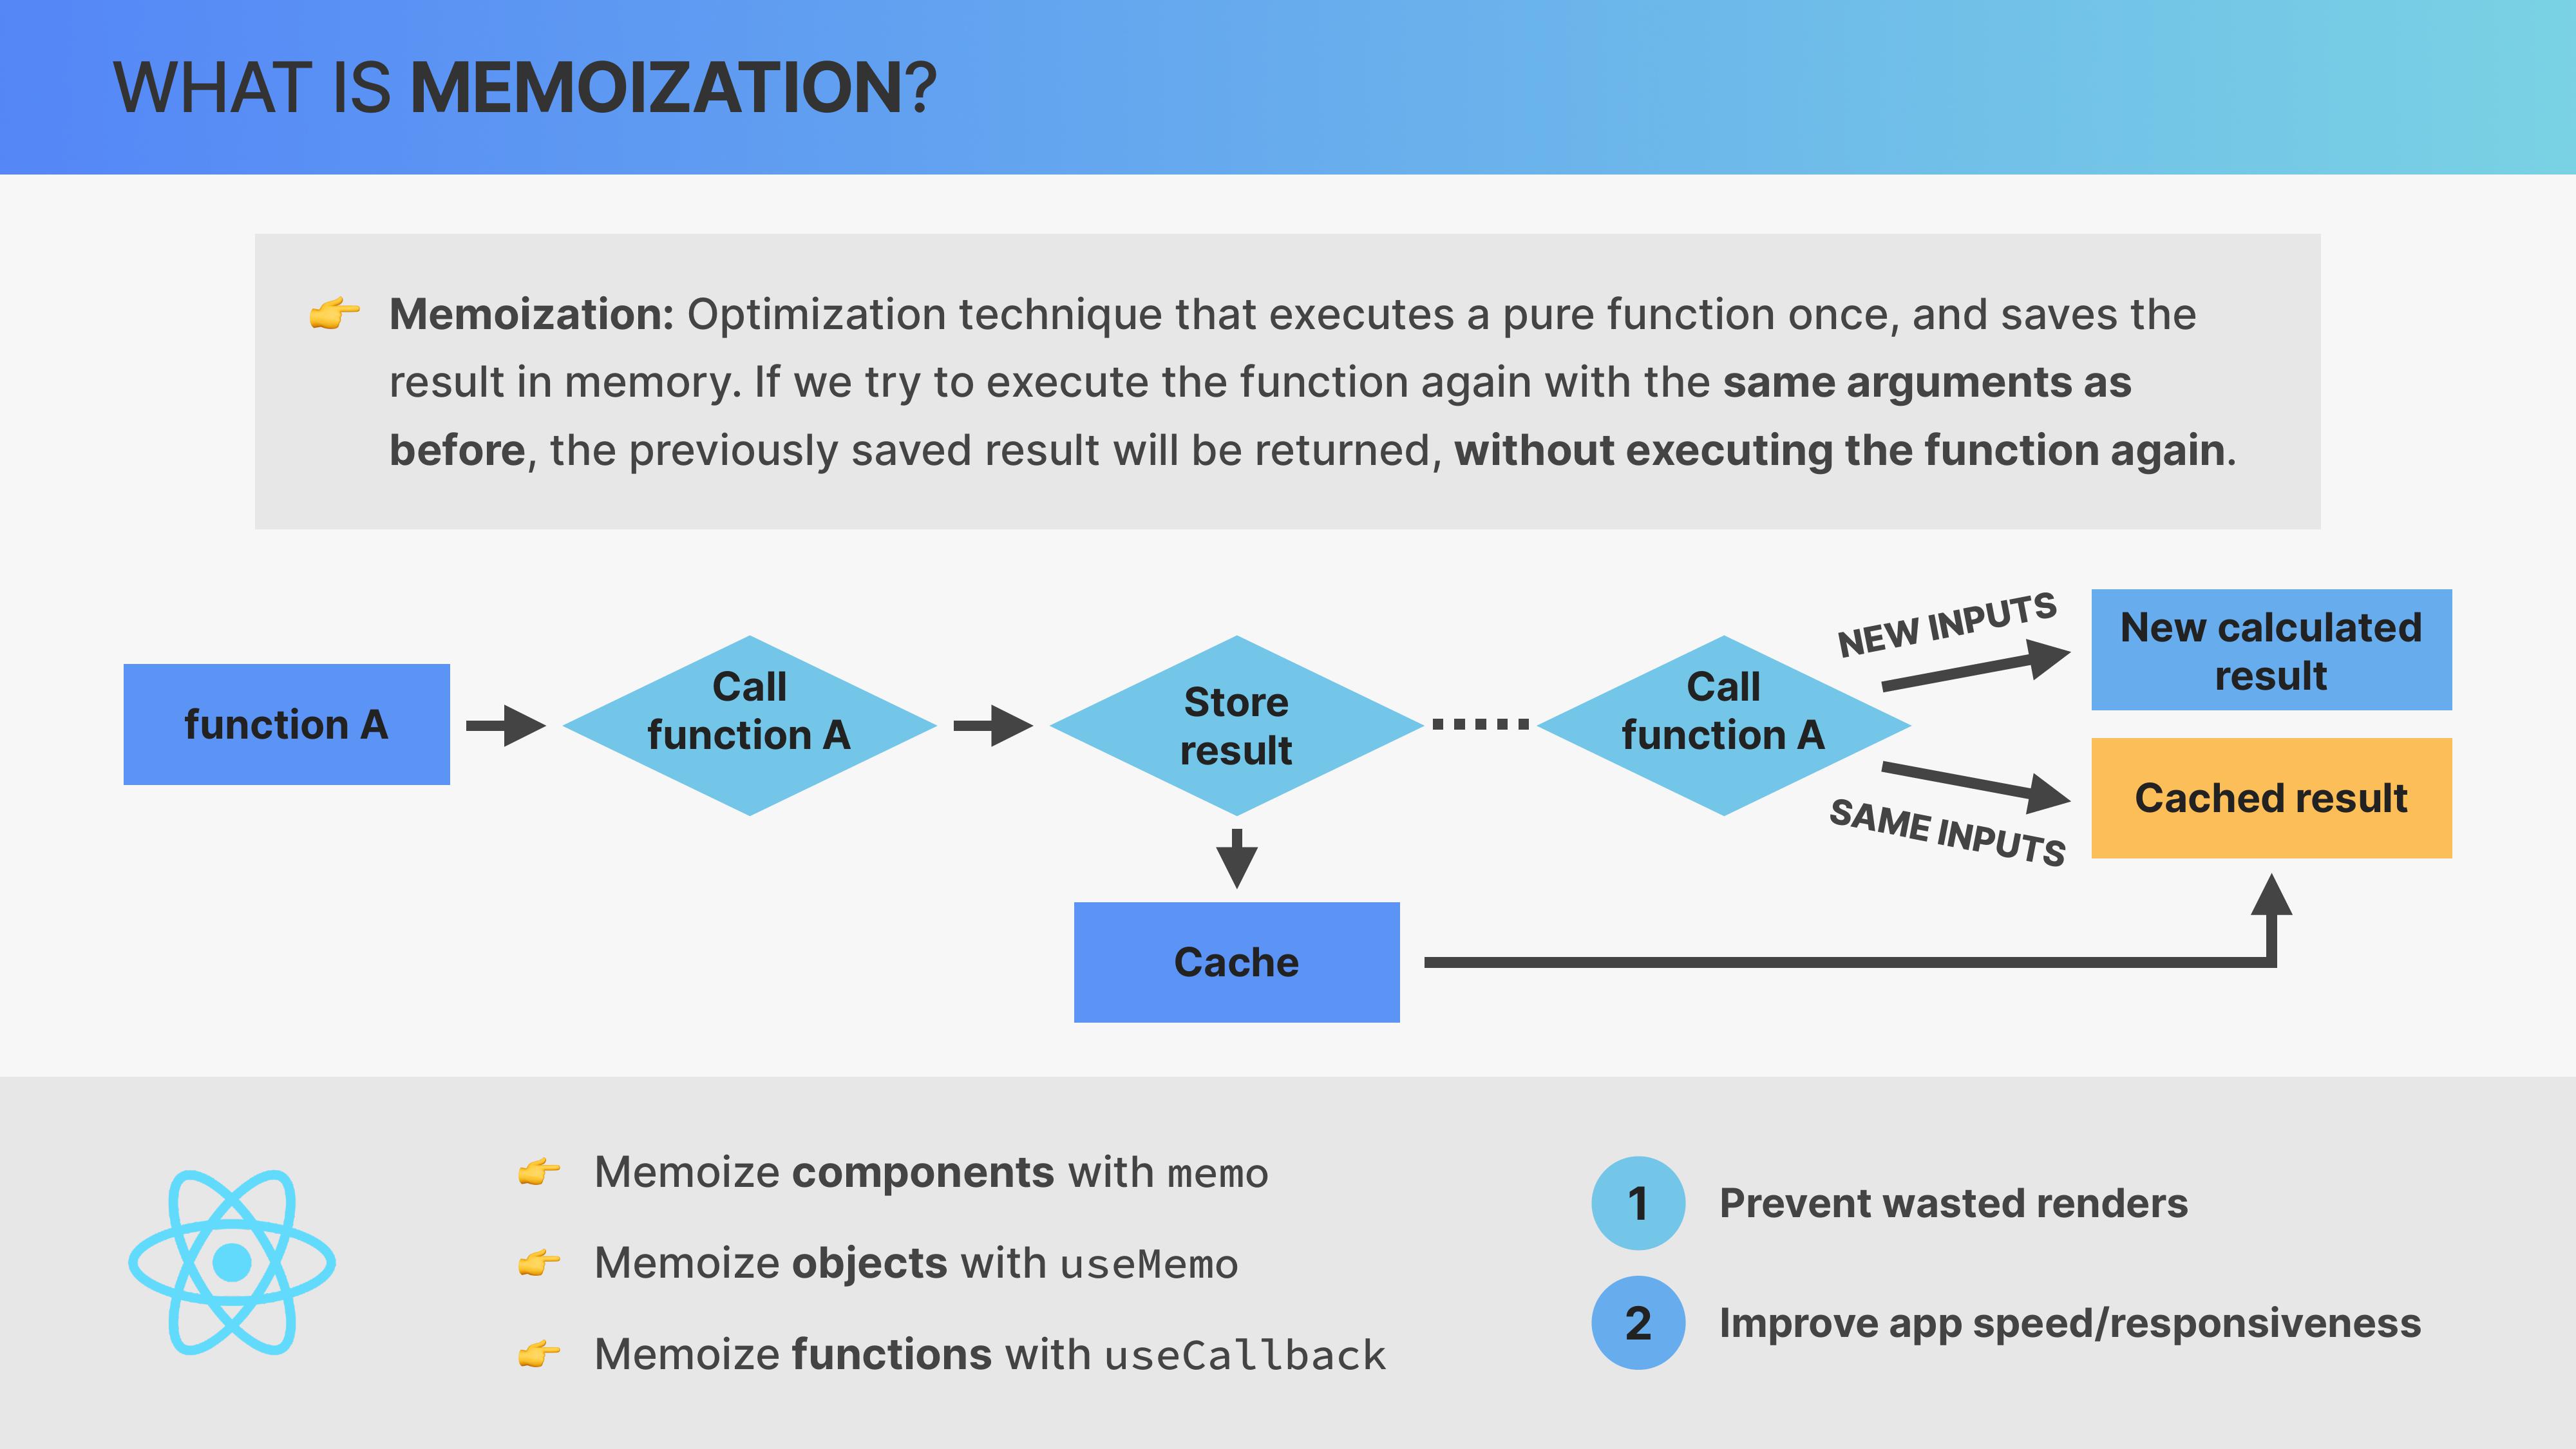 WHAT IS MEMOIZATION?
👉 Memoization: Optimization technique that executes a pure function once, and saves the
result in memory. If we try to execute the function again with the same arguments as
before, the previously saved result will be returned, without executing the function again.
function A
Call
function A
Store
result
Call
function A
NEW INPUTS
New calculated
result
SAME INPUTS
Cached result
Cache
👉 Memoize components with memo
👉 Memoize objects with useMemo
👉 Memoize functions with useCallback
1 Prevent wasted renders
2 Improve app speed/responsiveness